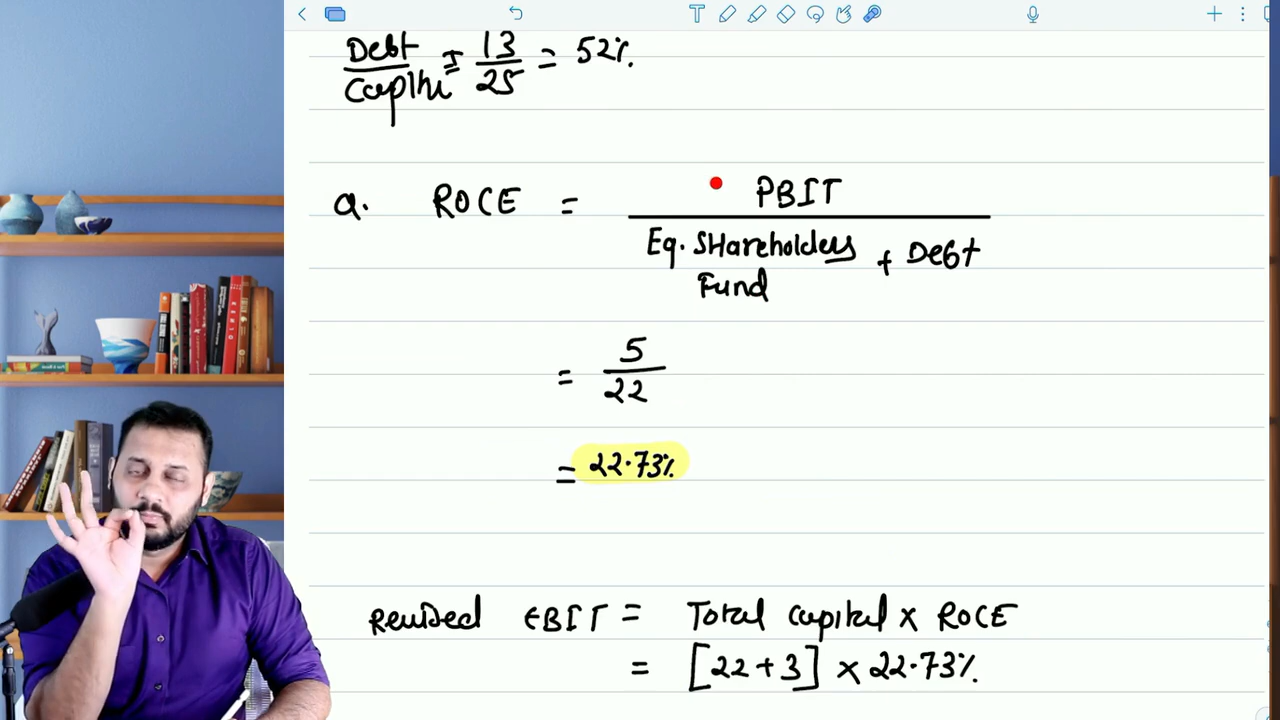 Debt/Capital = 13/25 = 52%
Q. ROCE = PBIT
Eq. Shareholders Fund + Debt
= 5/22
= 22.73%
Revised EBIT = Total capital x ROCE
= [22+3] x 22.73%